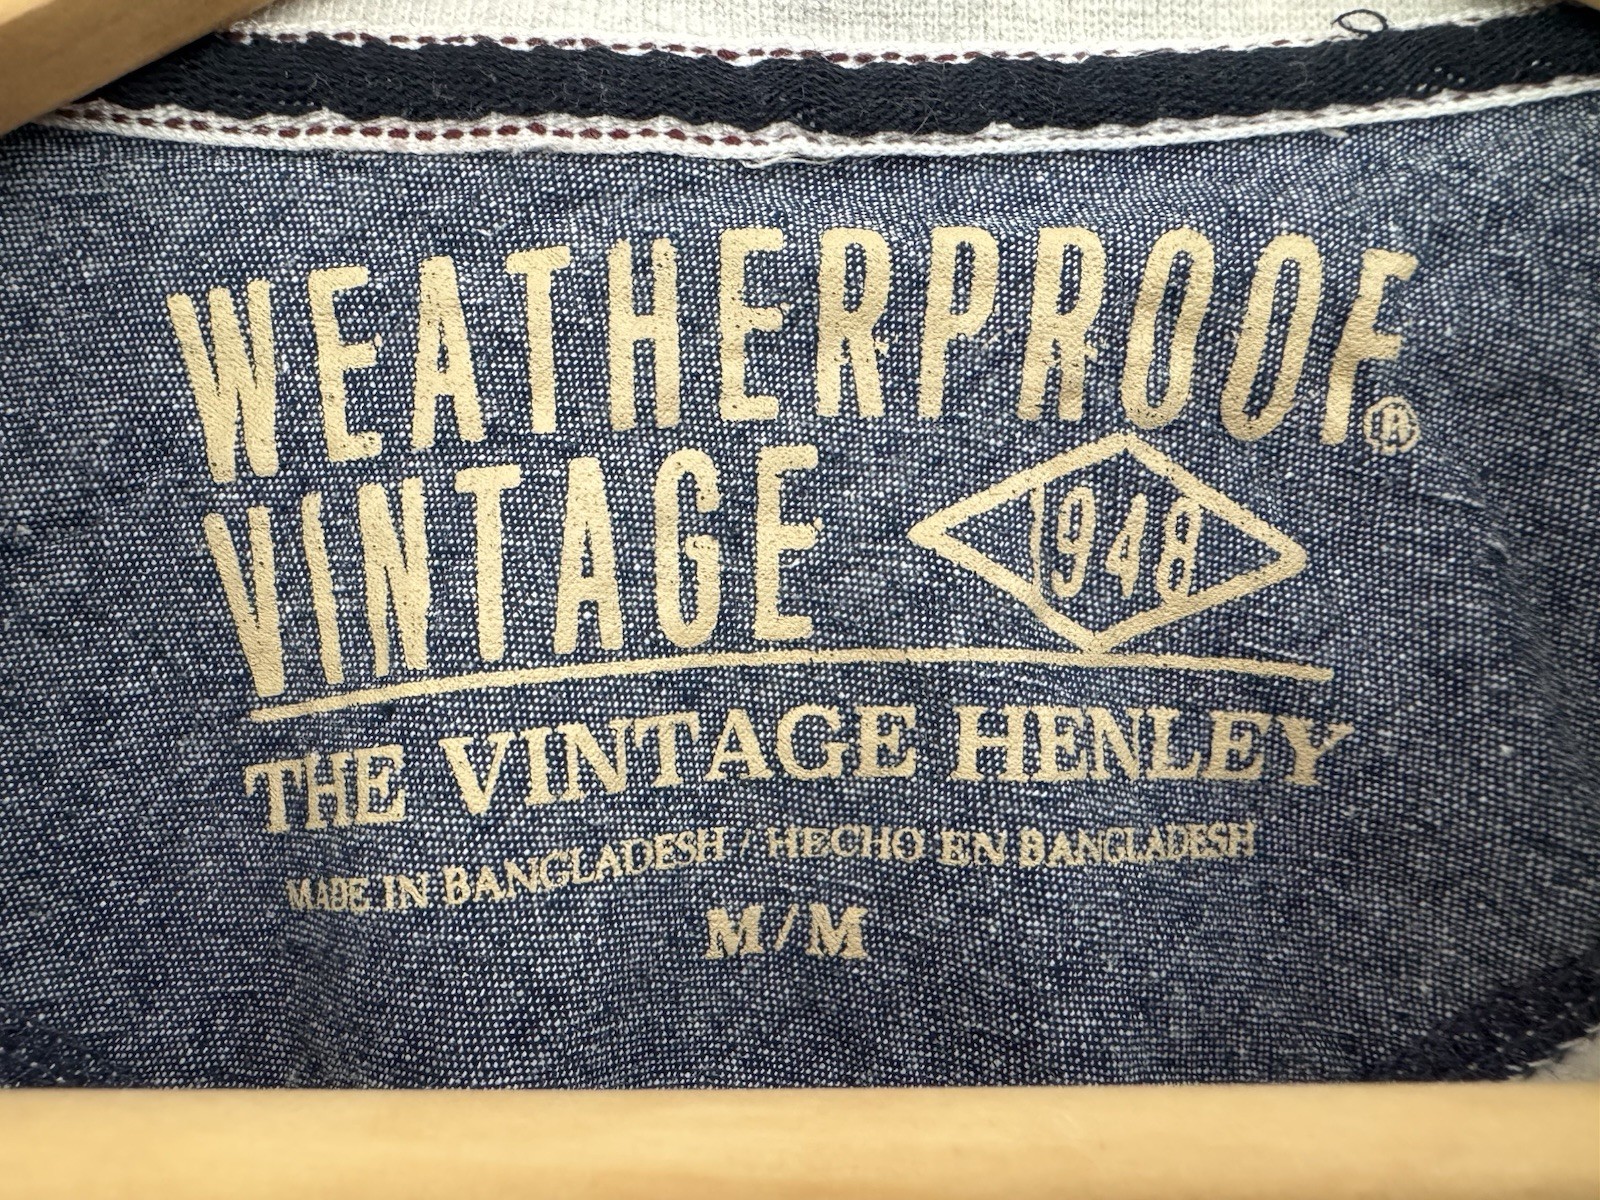 WEATHERPROOF®
VINTAGE 1948
THE VINTAGE HENLEY
MADE IN BANGLADESH / HECHO EN BANGLADESH
M/M